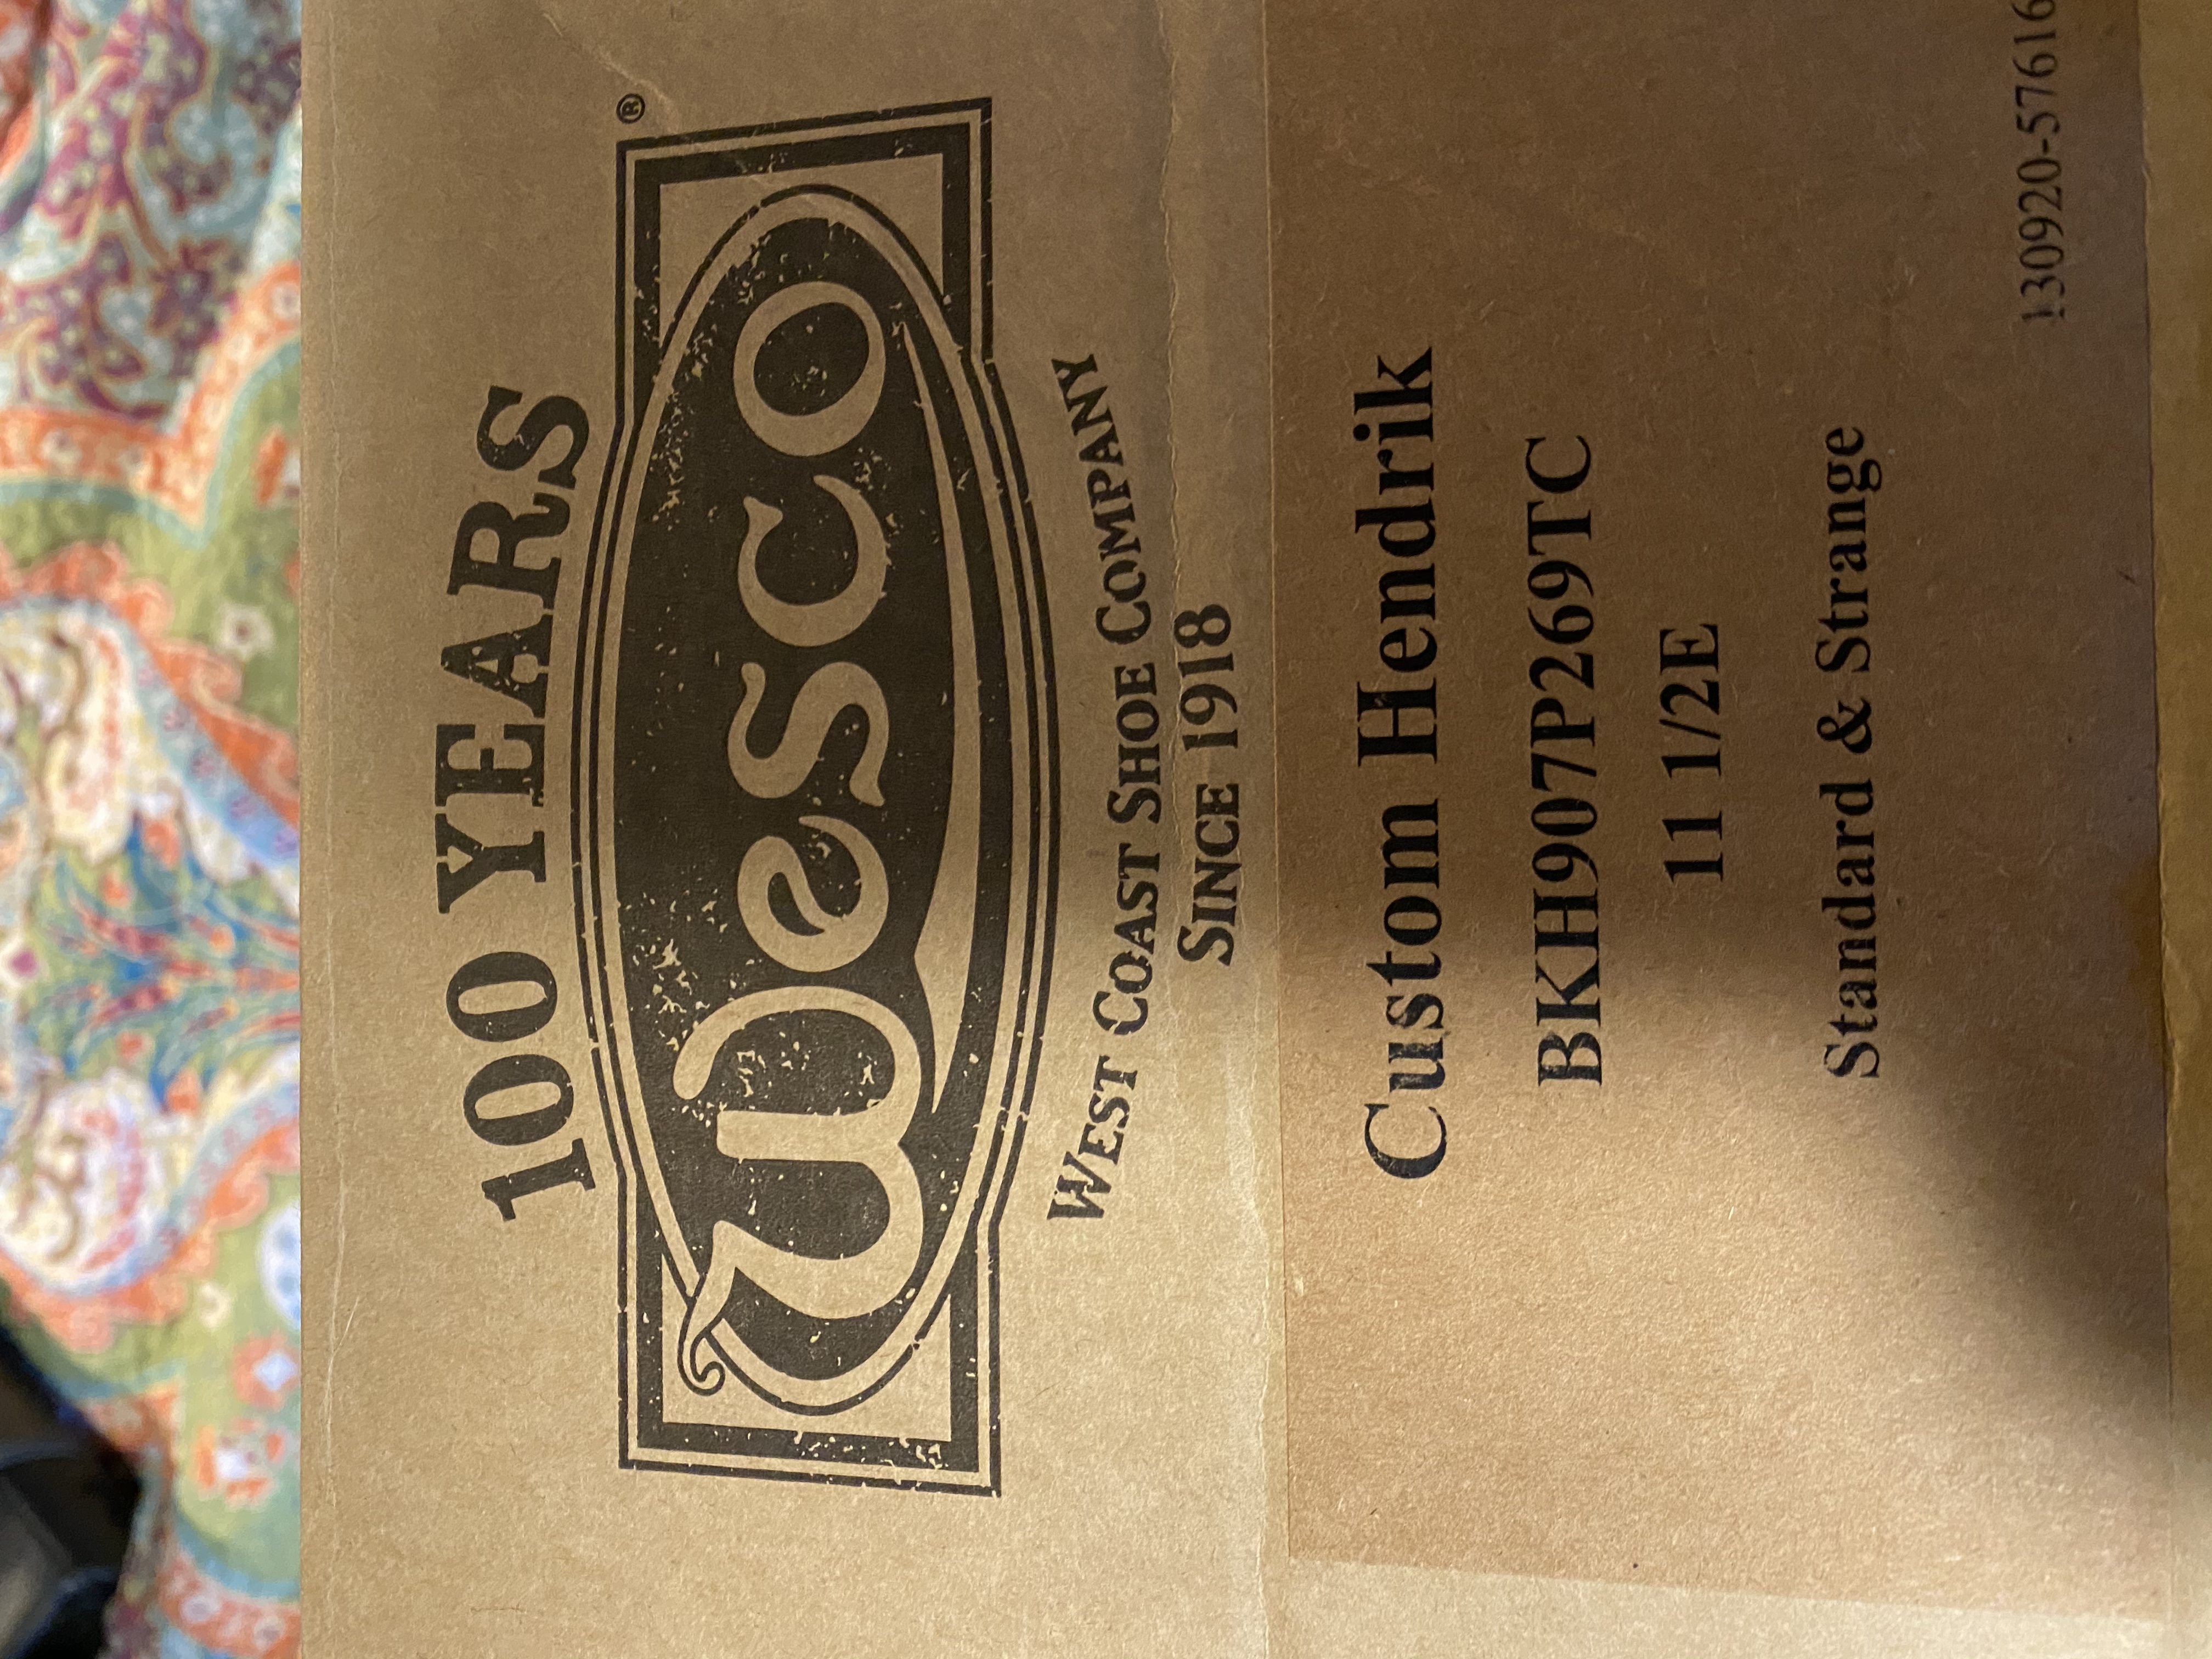 100 YEARS
Wesco®
WEST COAST SHOE COMPANY
SINCE 1918
Custom Hendrik
BKH907P269TC
11 1/2E
Standard & Strange
130920-57616